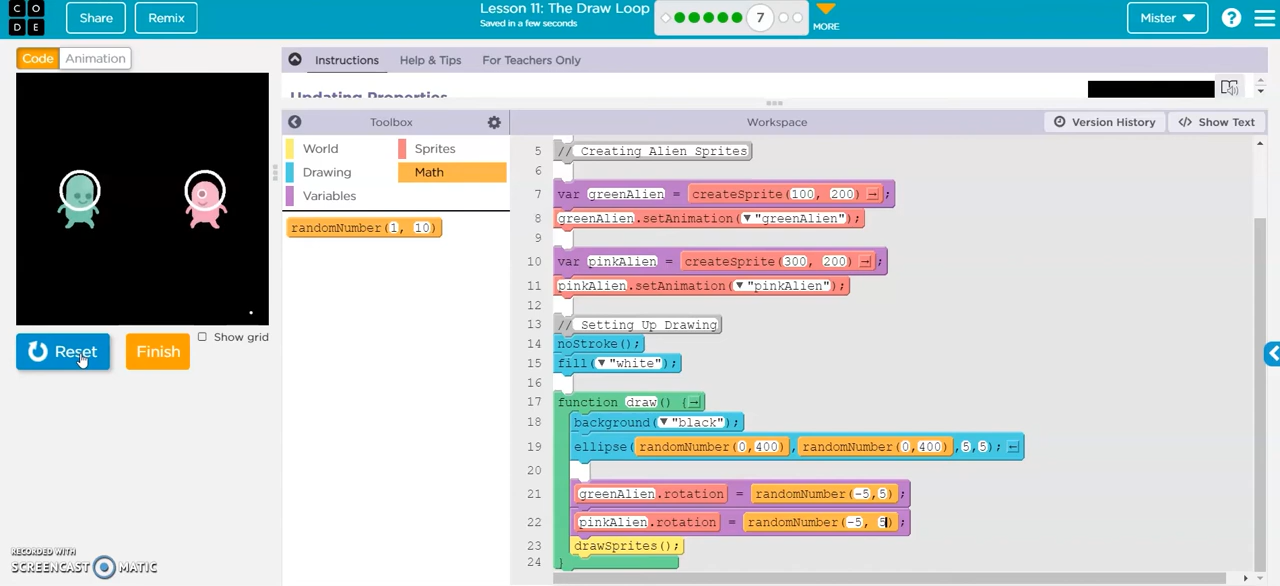 C O
D E
Share
Remix
Lesson 11: The Draw Loop
Saved in a few seconds
7
MORE
Mister
?
Code
Animation
Instructions
Help & Tips
For Teachers Only
Updating Properties
Toolbox
Workspace
Version History
</> Show Text
World
Sprites
Drawing
Math
Variables
randomNumber(1, 10)
5 // Creating Alien Sprites
6
7 var greenAlien = createSprite(100, 200);
8 greenAlien.setAnimation("greenAlien");
9
10 var pinkAlien = createSprite(300, 200);
11 pinkAlien.setAnimation("pinkAlien");
12
13 // Setting Up Drawing
14 noStroke();
15 fill("white");
16
17 function draw() {
18 background("black");
19 ellipse(randomNumber(0,400),randomNumber(0,400),5,5);
20
21 greenAlien.rotation = randomNumber(-5,5);
22 pinkAlien.rotation = randomNumber(-5, 5);
23 drawSprites();
24 }
Reset
Finish
Show grid
RECORDED WITH
SCREENCAST MATIC